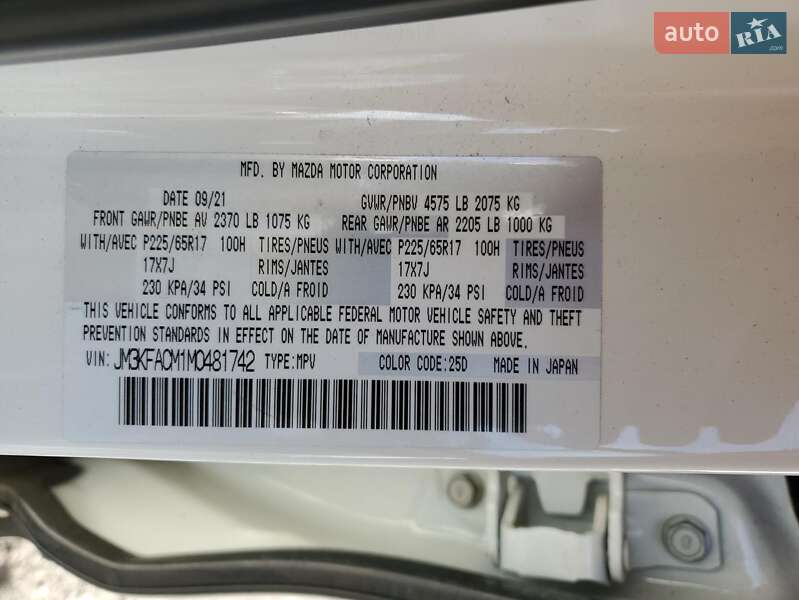 auto RIA
.com
MFD. BY MAZDA MOTOR CORPORATION
DATE 09/21 GVWR/PNBV 4575 LB 2075 KG
FRONT GAWR/PNBE AV 2370 LB 1075 KG REAR GAWR/PNBE AR 2205 LB 1000 KG
WITH/AVEC P225/65R17 100H TIRES/PNEUS WITH/AVEC P225/65R17 100H TIRES/PNEUS
17X7J RIMS/JANTES 17X7J RIMS/JANTES
230 KPA/34 PSI COLD/A FROID 230 KPA/34 PSI COLD/A FROID
THIS VEHICLE CONFORMS TO ALL APPLICABLE FEDERAL MOTOR VEHICLE SAFETY AND THEFT
PREVENTION STANDARDS IN EFFECT ON THE DATE OF MANUFACTURE SHOWN ABOVE.
VIN: JM3KFACM1M0481742 TYPE:MPV COLOR CODE:25D MADE IN JAPAN